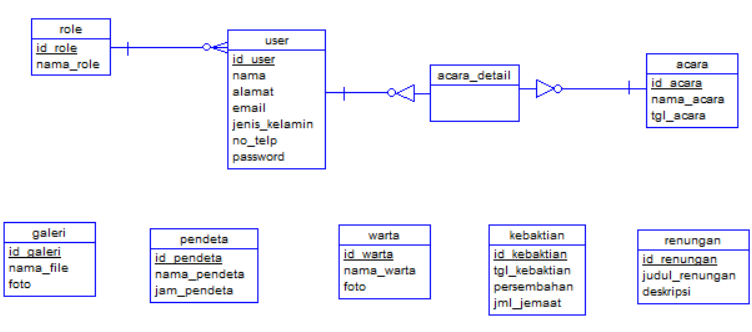 role
id_role
nama_role
user
id_user
nama
alamat
email
jenis_kelamin
no_telp
password
acara_detail
acara
id_acara
nama_acara
tgl_acara
galeri
id_galeri
nama_file
foto
pendeta
id_pendeta
nama_pendeta
jam_pendeta
warta
id_warta
nama_warta
foto
kebaktian
id_kebaktian
tgl_kebaktian
persembahan
jml_jemaat
renungan
id_renungan
judul_renungan
deskripsi